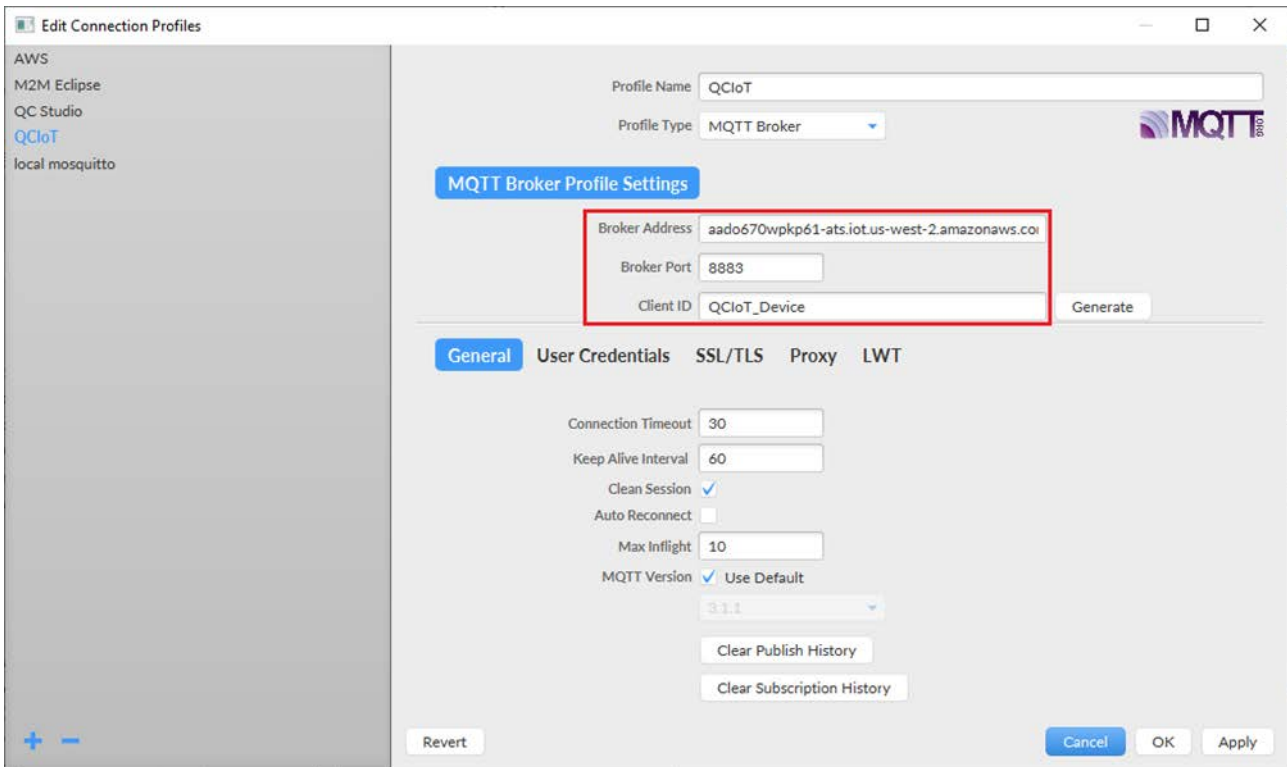 Edit Connection Profiles
AWS
M2M Eclipse
QC Studio
QCIoT
local mosquitto
Profile Name QCIoT
Profile Type MQTT Broker
MQTT.ORG
MQTT Broker Profile Settings
Broker Address aado670wpkp61-ats.iot.us-west-2.amazonaws.co
Broker Port 8883
Client ID QCIoT_Device Generate
General User Credentials SSL/TLS Proxy LWT
Connection Timeout 30
Keep Alive Interval 60
Clean Session
Auto Reconnect
Max Inflight 10
MQTT Version Use Default
3.1.1
Clear Publish History
Clear Subscription History
Revert Cancel OK Apply